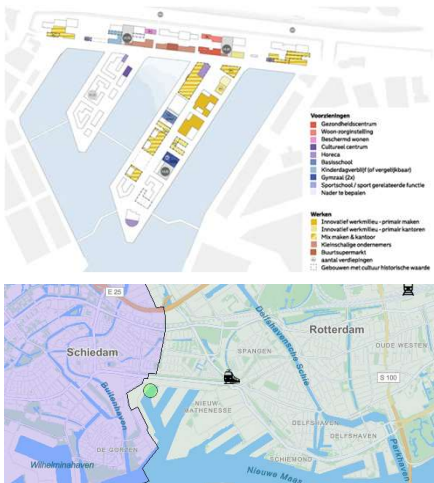 Voorzieningen
Gezondheidscentrum
Woon-zorginstelling
Beschermd wonen
Cultureel centrum
Horeca
Basisschool
Kinderdagverblijf (of vergelijkbaar)
Gymzaal (2x)
Sportschool / sport gerelateerde functie
Nader te bepalen
Werken
Innovatief werkmilieu - primair maken
Innovatief werkmilieu - primair kantoren
Mix maken & kantoor
Kleinschalige ondernemers
Buurtsupermarkt
aantal verdiepingen
Gebouwen met cultuur historische waarde
E 25
Schiedam
Buitenhaven
DE GORZEN
Wilhelminahaven
Delfshavensche Schie
Rotterdam
SPANGEN
OUDE WESTEN
S 100
NIEUW-
MATHENESSE
DELFSHAVEN
DELFSHAVEN
SCHIEMOND
Parkhaven
Nieuwe Maas